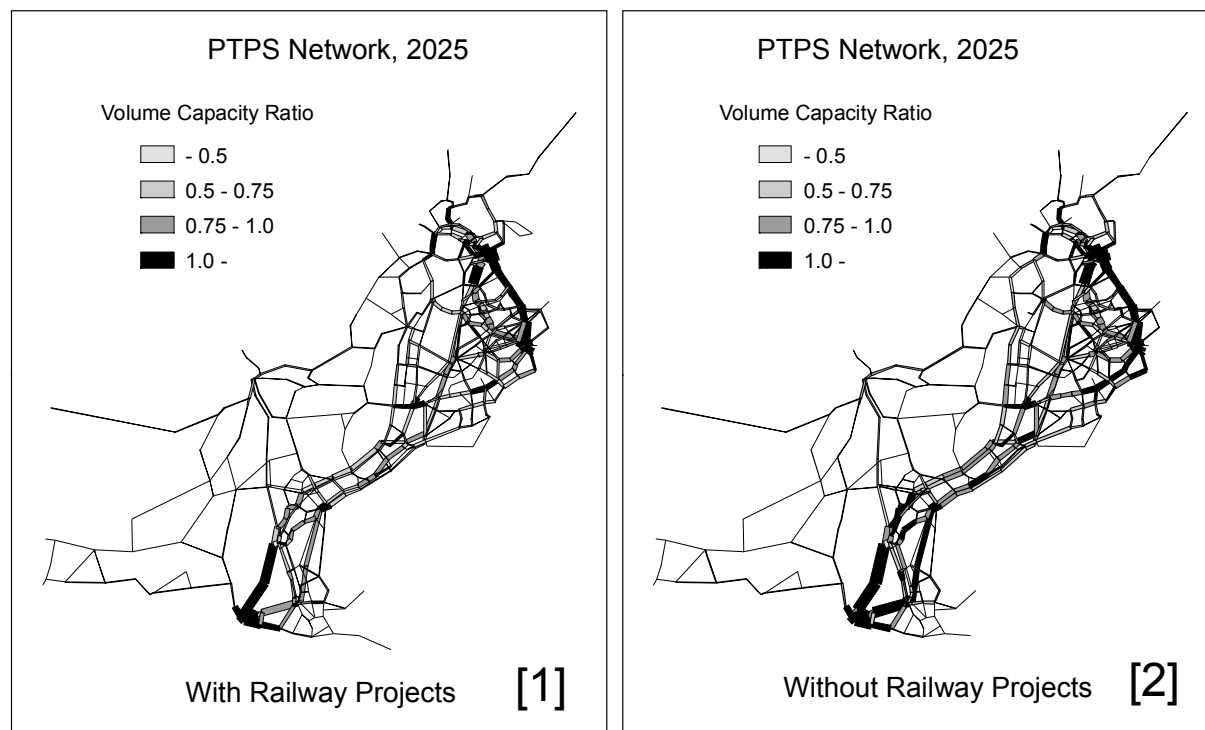 PTPS Network, 2025
Volume Capacity Ratio
- 0.5
0.5 - 0.75
0.75 - 1.0
1.0 -
With Railway Projects
[1]
PTPS Network, 2025
Volume Capacity Ratio
- 0.5
0.5 - 0.75
0.75 - 1.0
1.0 -
Without Railway Projects
[2]